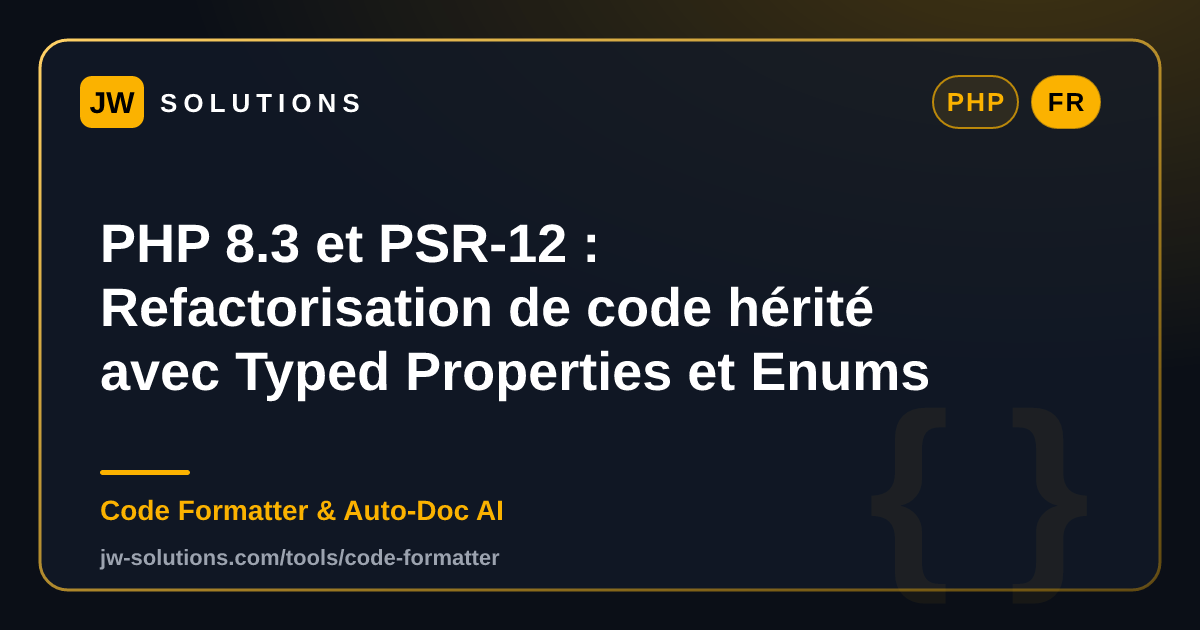 JW SOLUTIONS
PHP FR
PHP 8.3 et PSR-12 :
Refactorisation de code hérité
avec Typed Properties et Enums
Code Formatter & Auto-Doc AI
jw-solutions.com/tools/code-formatter
{ }